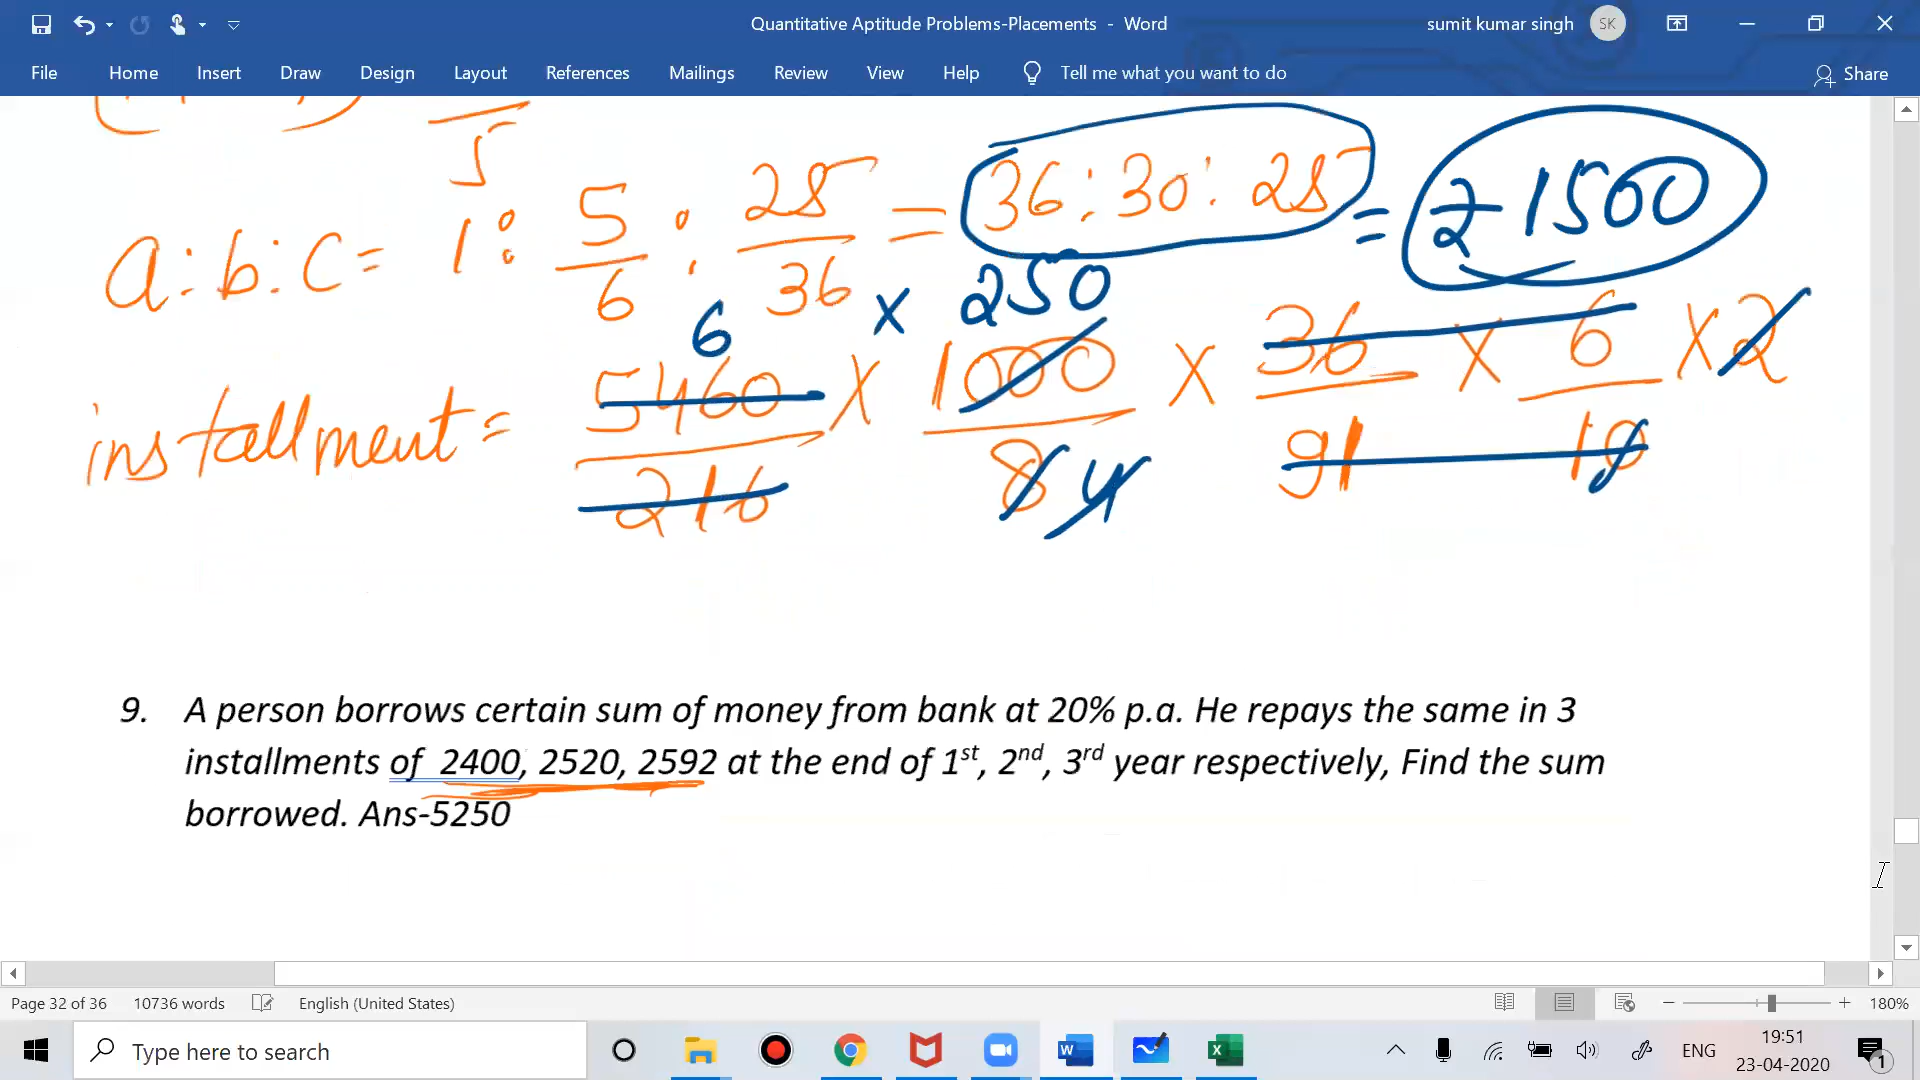 Quantitative Aptitude Problems-Placements - Word
sumit kumar singh SK
File Home Insert Draw Design Layout References Mailings Review View Help Tell me what you want to do Share
5
a:b:c = 1 : 5/6 : 25/36 = 36:30:25 = ₹1500
6 × 250
installment = 5460/216 × 1000/8 × 36/91 × 6/10 × 2
4
9. A person borrows certain sum of money from bank at 20% p.a. He repays the same in 3
installments of 2400, 2520, 2592 at the end of 1st, 2nd, 3rd year respectively, Find the sum
borrowed. Ans-5250
Page 32 of 36 10736 words English (United States) 180%
Type here to search
ENG
19:51
23-04-2020
1